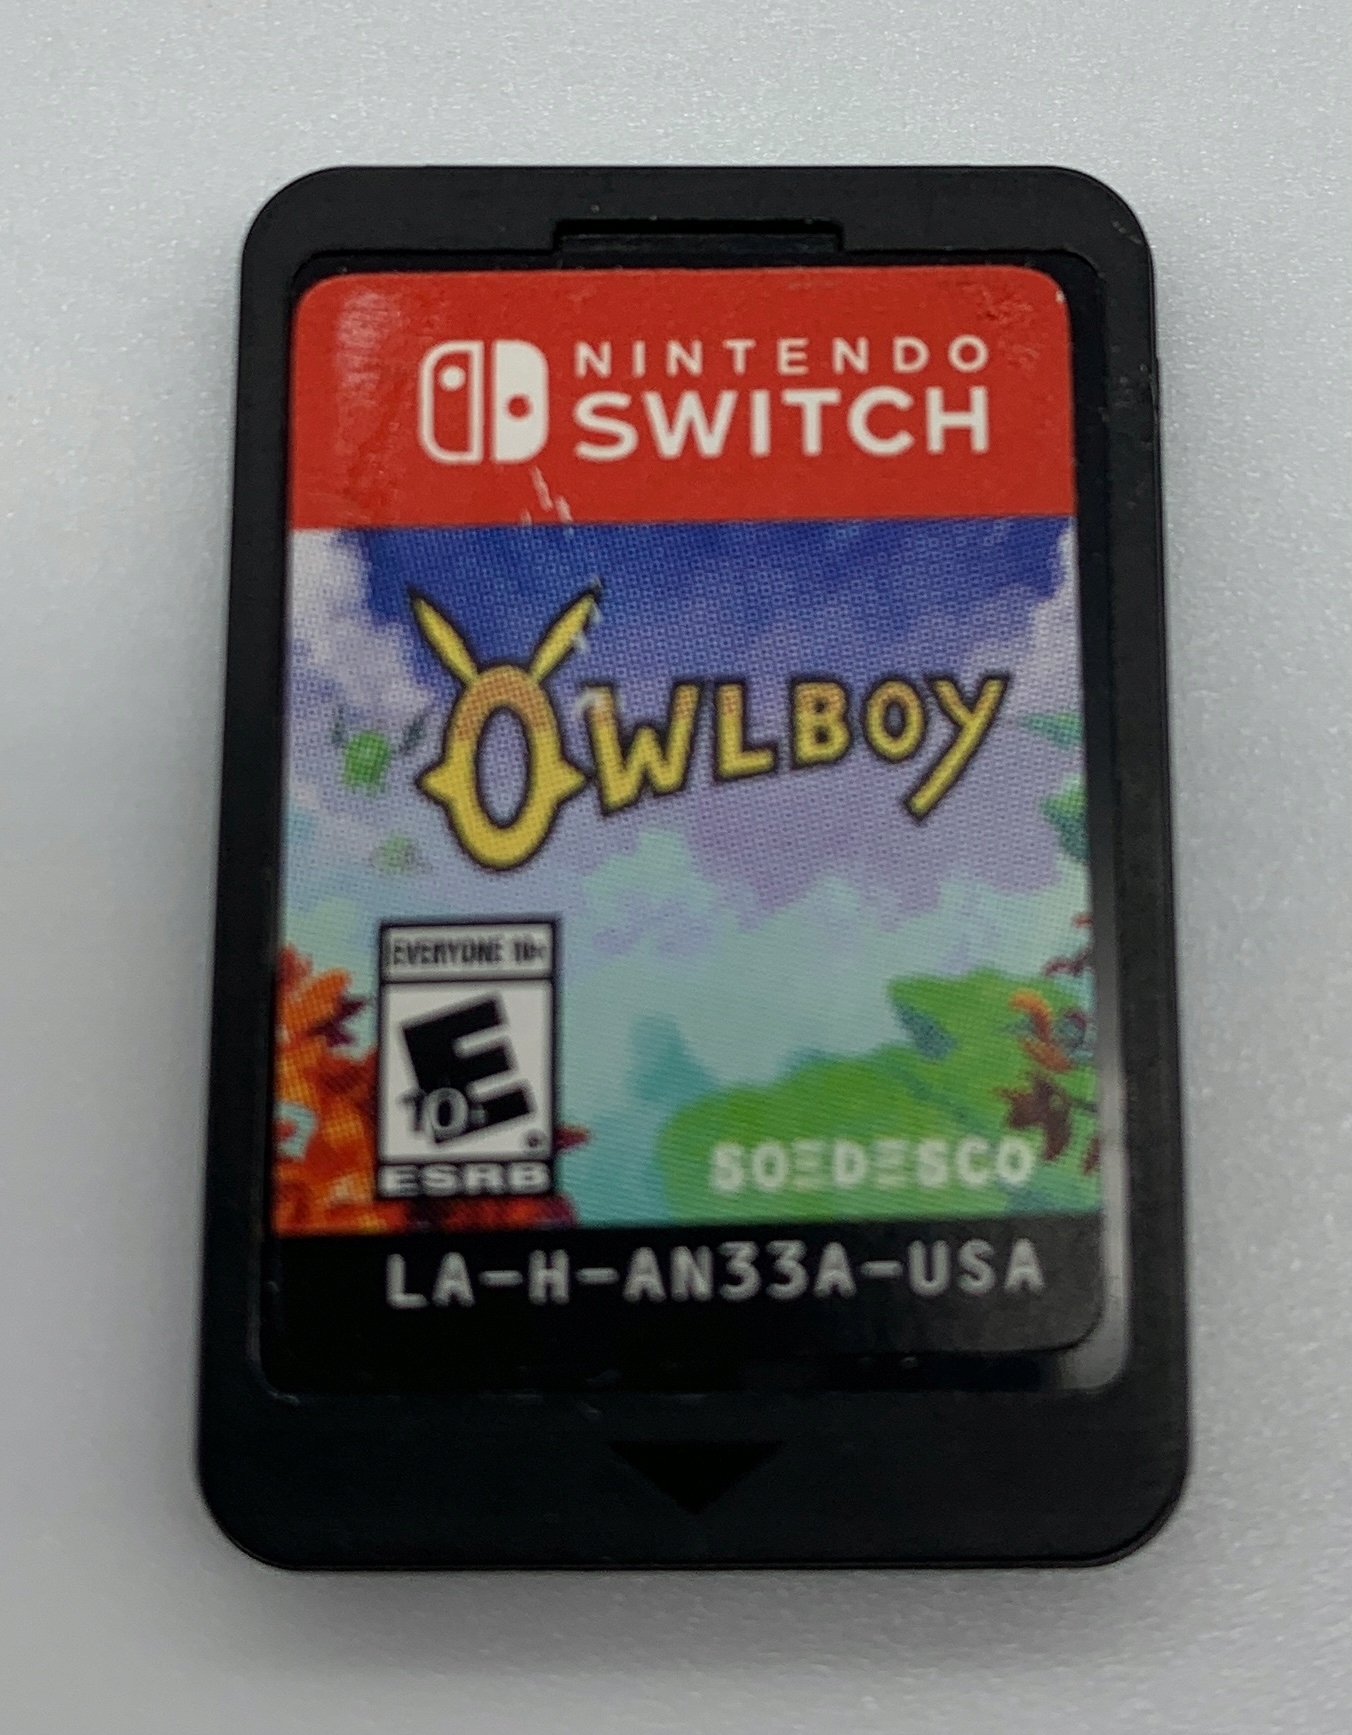 NINTENDO
SWITCH
OWLBOY
EVERYONE 10+
E
10+
ESRB
SOEDESCO
LA-H-AN33A-USA